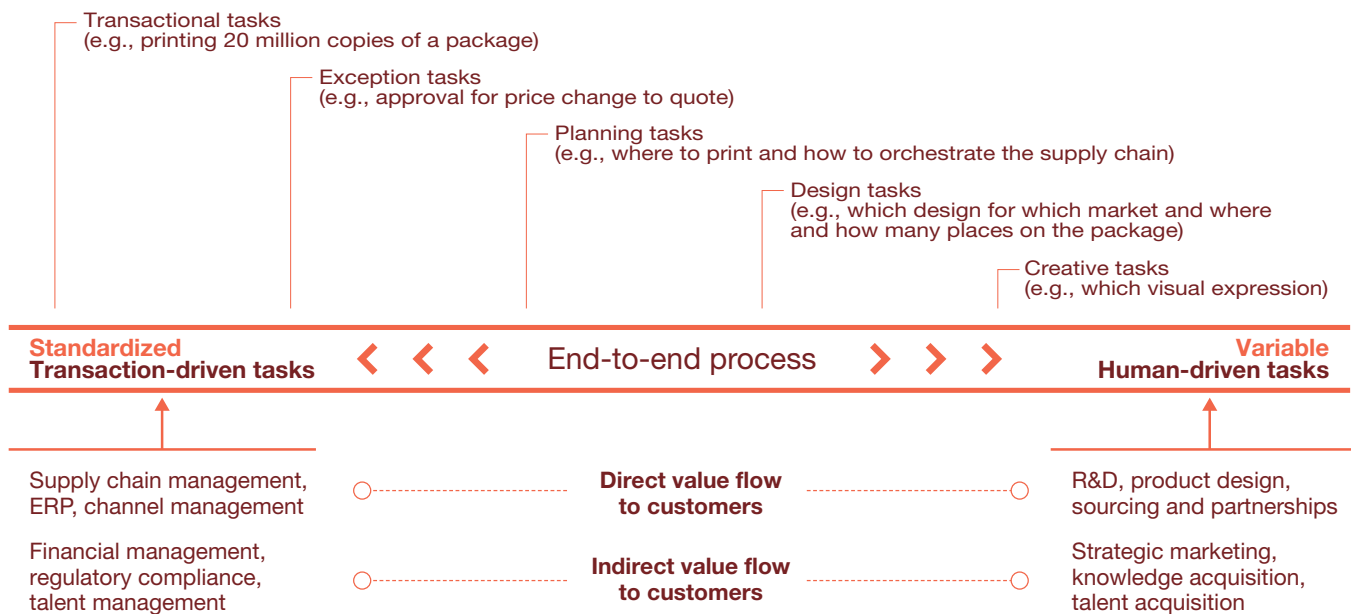 Transactional tasks
(e.g., printing 20 million copies of a package)
Exception tasks
(e.g., approval for price change to quote)
Planning tasks
(e.g., where to print and how to orchestrate the supply chain)
Design tasks
(e.g., which design for which market and where
and how many places on the package)
Creative tasks
(e.g., which visual expression)
Standardized
Transaction-driven tasks
End-to-end process
Variable
Human-driven tasks
Supply chain management,
ERP, channel management
Direct value flow
to customers
R&D, product design,
sourcing and partnerships
Financial management,
regulatory compliance,
talent management
Indirect value flow
to customers
Strategic marketing,
knowledge acquisition,
talent acquisition